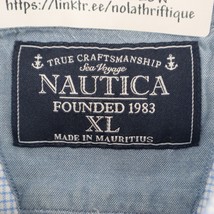 https://linktr.ee/nolathriftique
TRUE CRAFTSMANSHIP
Sea Voyage
NAUTICA
FOUNDED 1983
XL
MADE IN MAURITIUS